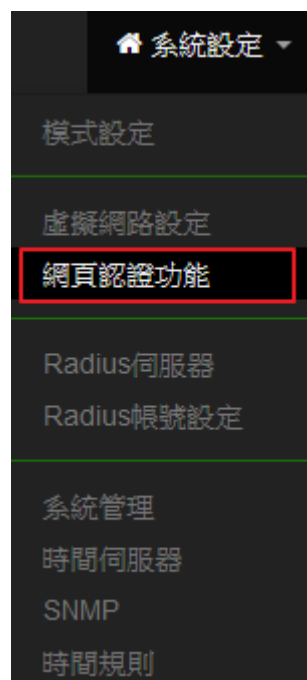 系統設定
模式設定
虛擬網路設定
網頁認證功能
Radius伺服器
Radius帳號設定
系統管理
時間伺服器
SNMP
時間規則